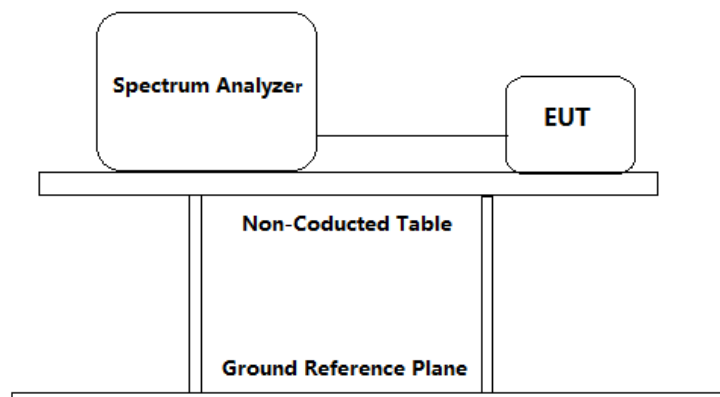 Spectrum Analyzer
EUT
Non-Coducted Table
Ground Reference Plane